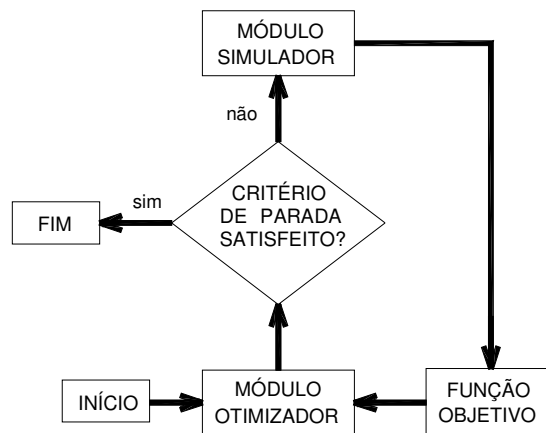 MÓDULO
SIMULADOR
não
CRITÉRIO
DE PARADA
SATISFEITO?
sim
FIM
INÍCIO
MÓDULO
OTIMIZADOR
FUNÇÃO
OBJETIVO